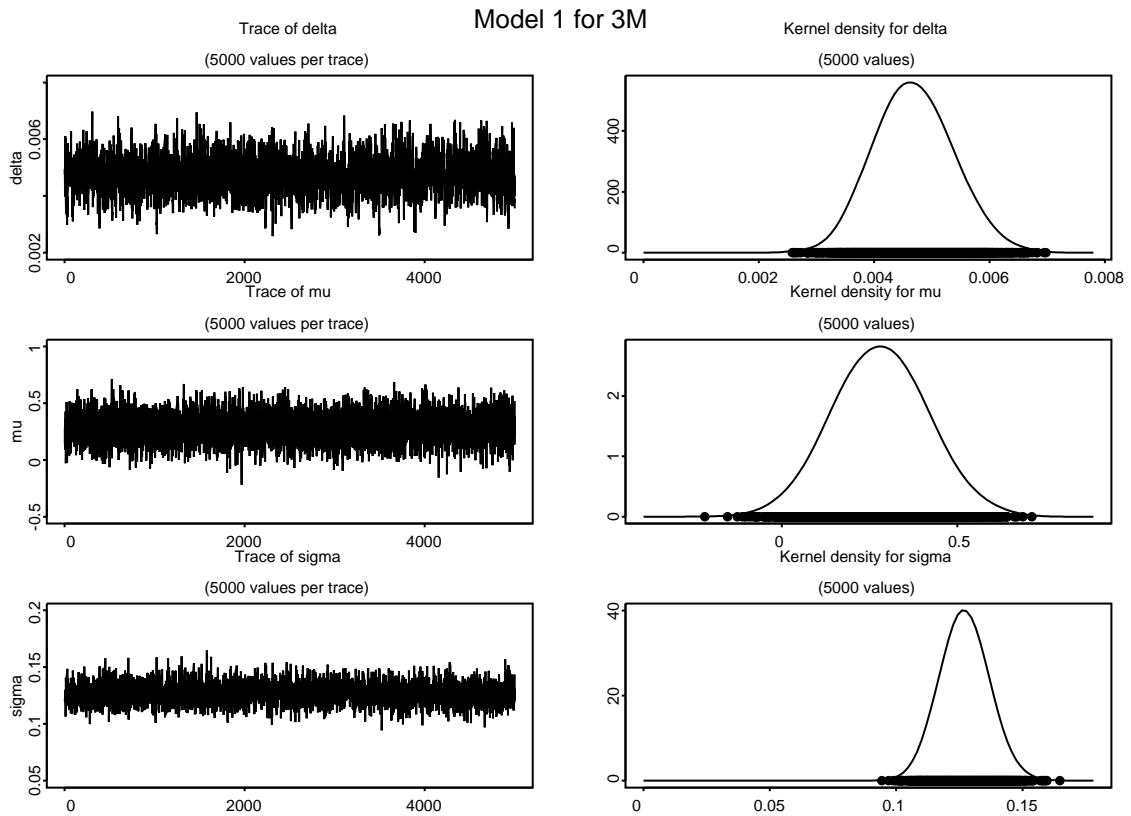 Model 1 for 3M
Trace of delta
(5000 values per trace)
delta
0.006
0.002
0 2000 4000
Kernel density for delta
(5000 values)
400
200
0
0 0.002 0.004 0.006 0.008
Trace of mu
(5000 values per trace)
mu
1
0.5
0
-0.5
0 2000 4000
Kernel density for mu
(5000 values)
2
1
0
0 0.5
Trace of sigma
(5000 values per trace)
sigma
0.2
0.15
0.1
0.05
0 2000 4000
Kernel density for sigma
(5000 values)
40
20
0
0 0.05 0.1 0.15